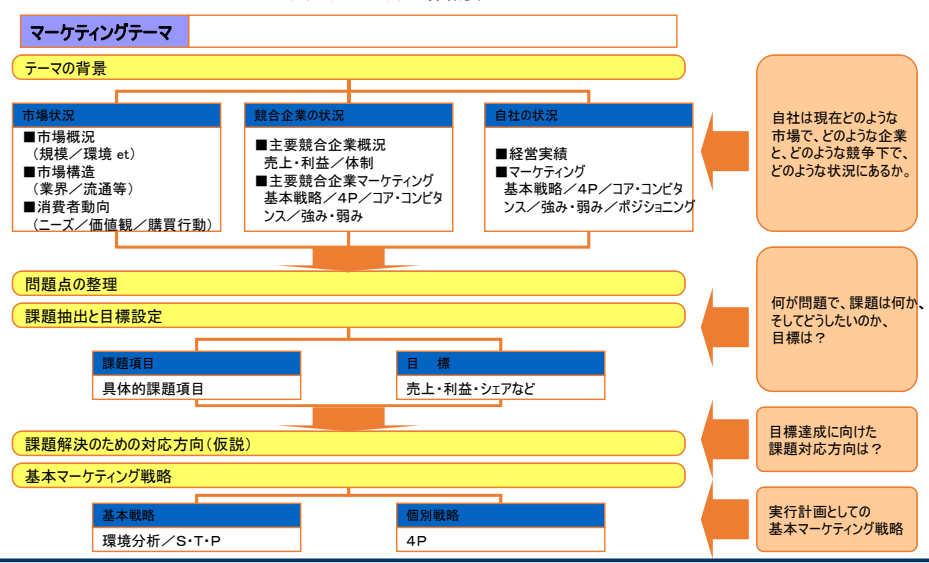 マーケティングテーマ
テーマの背景
市場状況
■市場概況
（規模／環境 et）
■市場構造
（業界／流通等）
■消費者動向
（ニーズ／価値観／購買行動）
競合企業の状況
■主要競合企業概況
売上・利益／体制
■主要競合企業マーケティング
基本戦略／４P／コア・コンピタ
ンス／強み・弱み
自社の状況
■経営実績
■マーケティング
基本戦略／４P／コア・コンピタ
ンス／強み・弱み／ポジショニング
自社は現在どのような
市場で、どのような企業
と、どのような競争下で、
どのような状況にあるか。
問題点の整理
課題抽出と目標設定
課題項目
具体的課題項目
目　標
売上・利益・シェアなど
何が問題で、課題は何か、
そしてどうしたいのか、
目標は？
課題解決のための対応方向（仮説）
目標達成に向けた
課題対応方向は？
基本マーケティング戦略
基本戦略
環境分析／S・T・P
個別戦略
４P
実行計画としての
基本マーケティング戦略